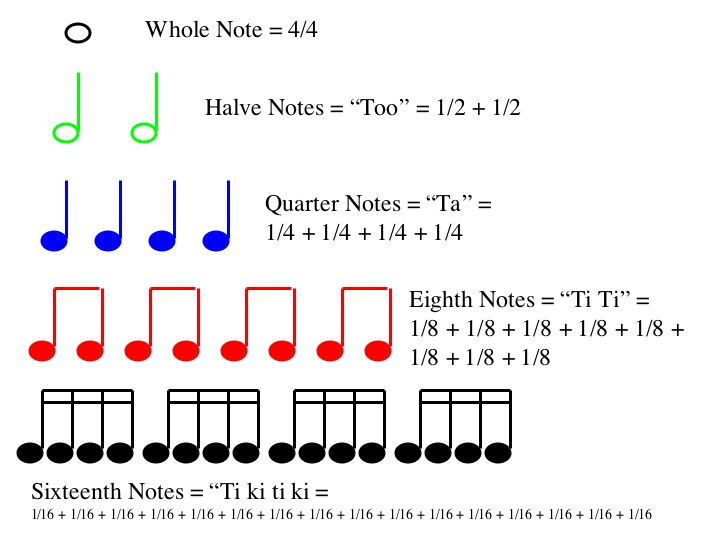 Whole Note = 4/4
Halve Notes = “Too” = 1/2 + 1/2
Quarter Notes = “Ta” =
1/4 + 1/4 + 1/4 + 1/4
Eighth Notes = “Ti Ti” =
1/8 + 1/8 + 1/8 + 1/8 + 1/8 +
1/8 + 1/8 + 1/8
Sixteenth Notes = “Ti ki ti ki =
1/16 + 1/16 + 1/16 + 1/16 + 1/16 + 1/16 + 1/16 + 1/16 + 1/16 + 1/16 + 1/16 + 1/16 + 1/16 + 1/16 + 1/16 + 1/16